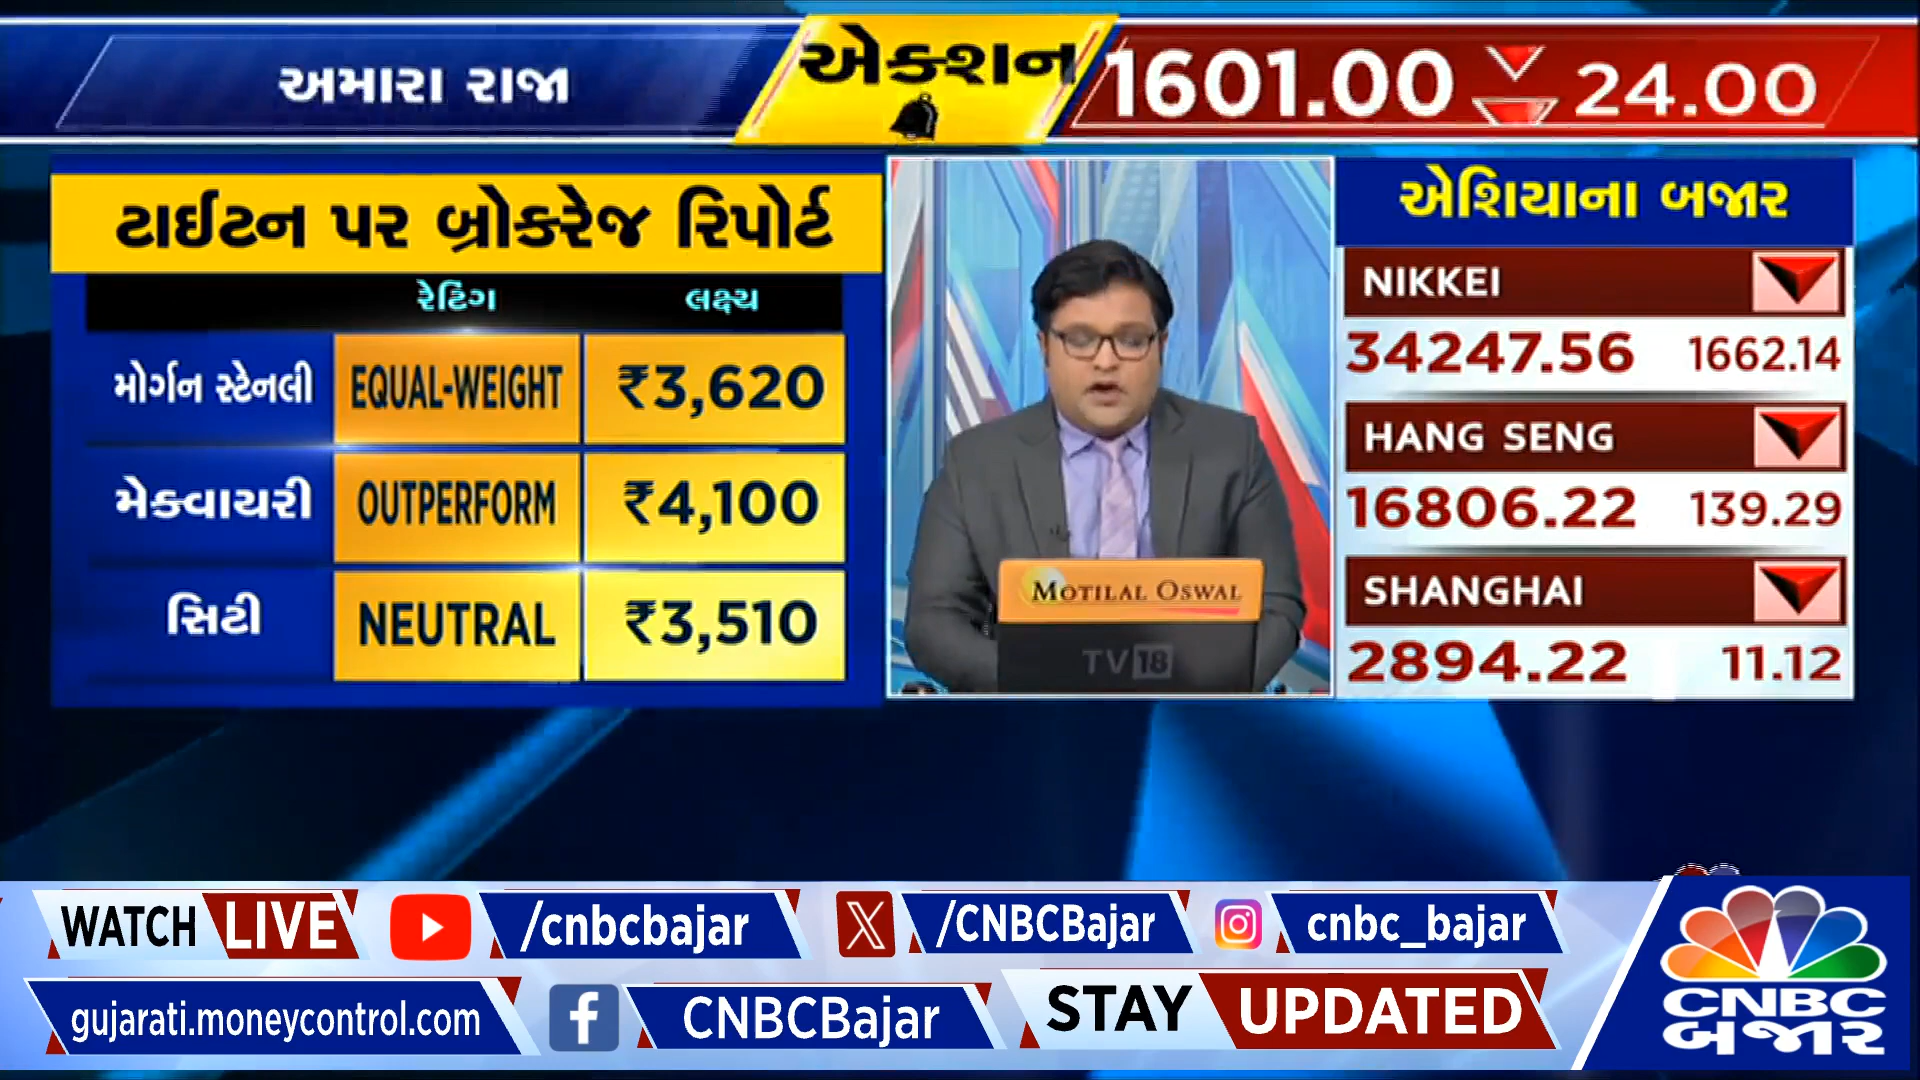 અમારા રાજા
એક્શન
1601.00 24.00
ટાઈટન પર બ્રોકરેજ રિપોર્ટ
રેટિંગ લક્ષ્ય
મોર્ગન સ્ટેનલી EQUAL-WEIGHT ₹3,620
મેક્વાયરી OUTPERFORM ₹4,100
સિટી NEUTRAL ₹3,510
MOTILAL OSWAL
TV18
એશિયાના બજાર
NIKKEI
34247.56 1662.14
HANG SENG
16806.22 139.29
SHANGHAI
2894.22 11.12
WATCH LIVE /cnbcbajar /CNBCBajar cnbc_bajar
gujarati.moneycontrol.com CNBCBajar STAY UPDATED
CNBC
બજાર